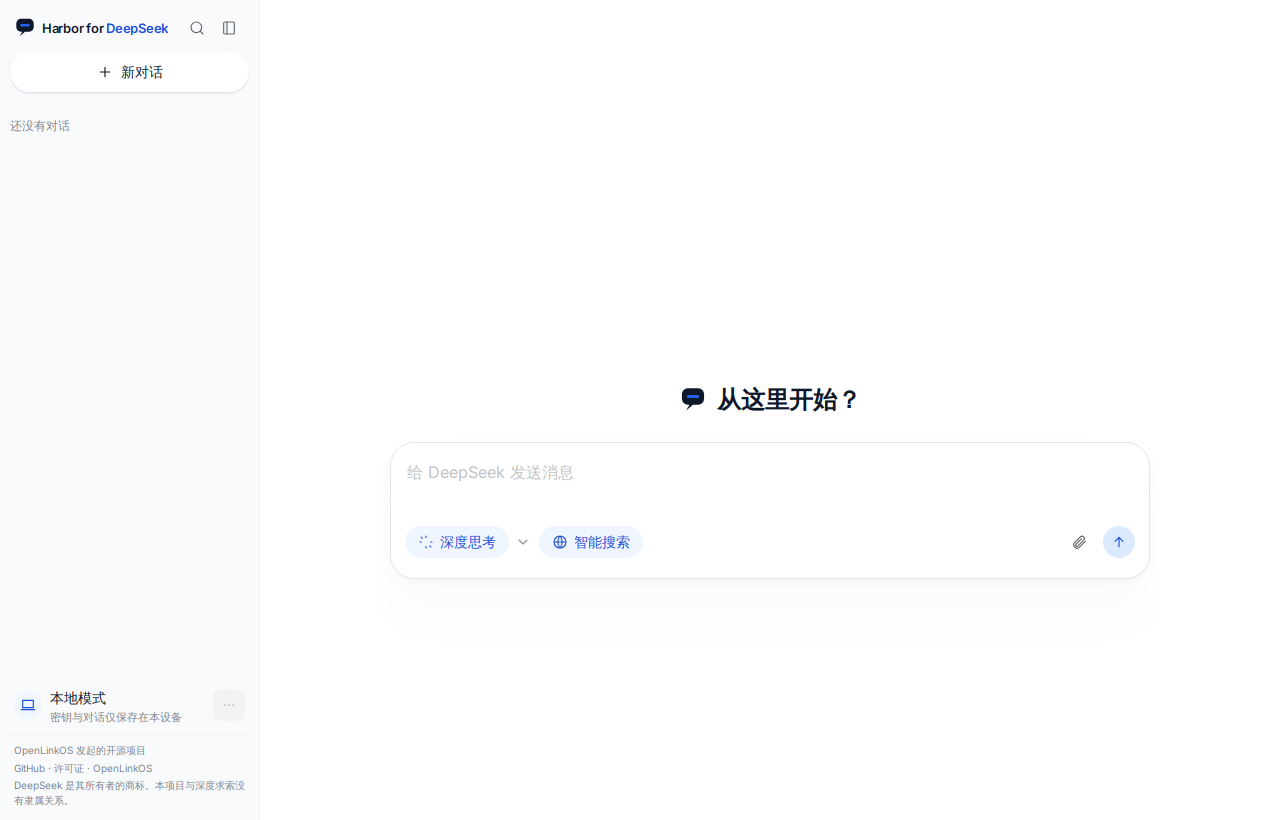 Harbor for DeepSeek
新对话
还没有对话
从这里开始？
给 DeepSeek 发送消息
深度思考
智能搜索
本地模式
密钥与对话仅保存在本设备
OpenLinkOS 发起的开源项目
GitHub · 许可证 · OpenLinkOS
DeepSeek 是其所有者的商标。本项目与深度求索没
有隶属关系。